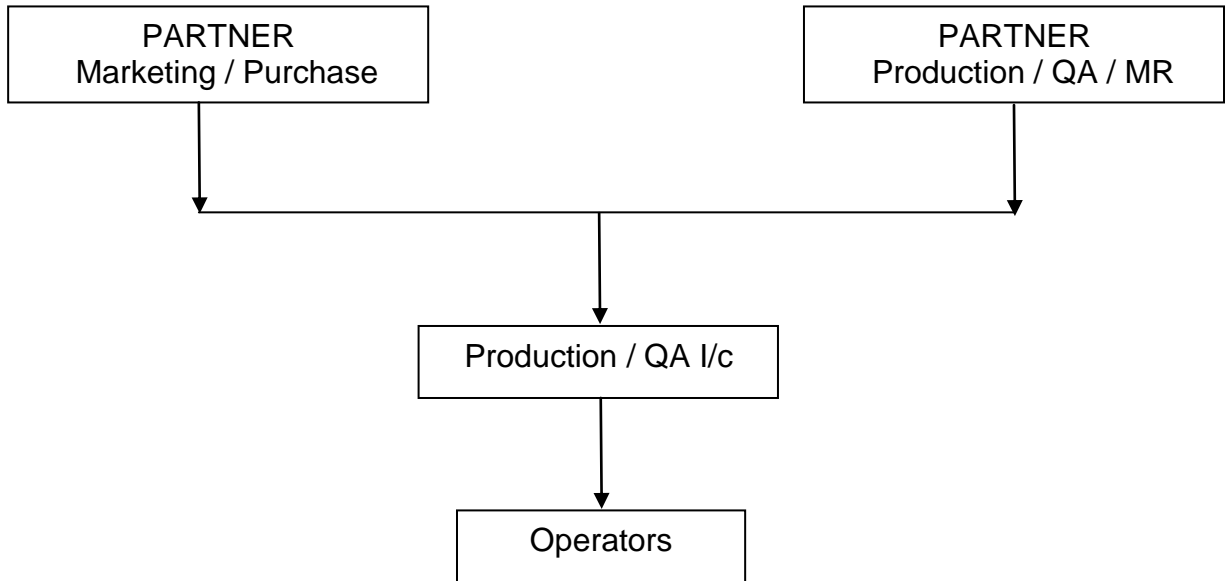 PARTNER
Marketing / Purchase
PARTNER
Production / QA / MR
Production / QA I/c
Operators